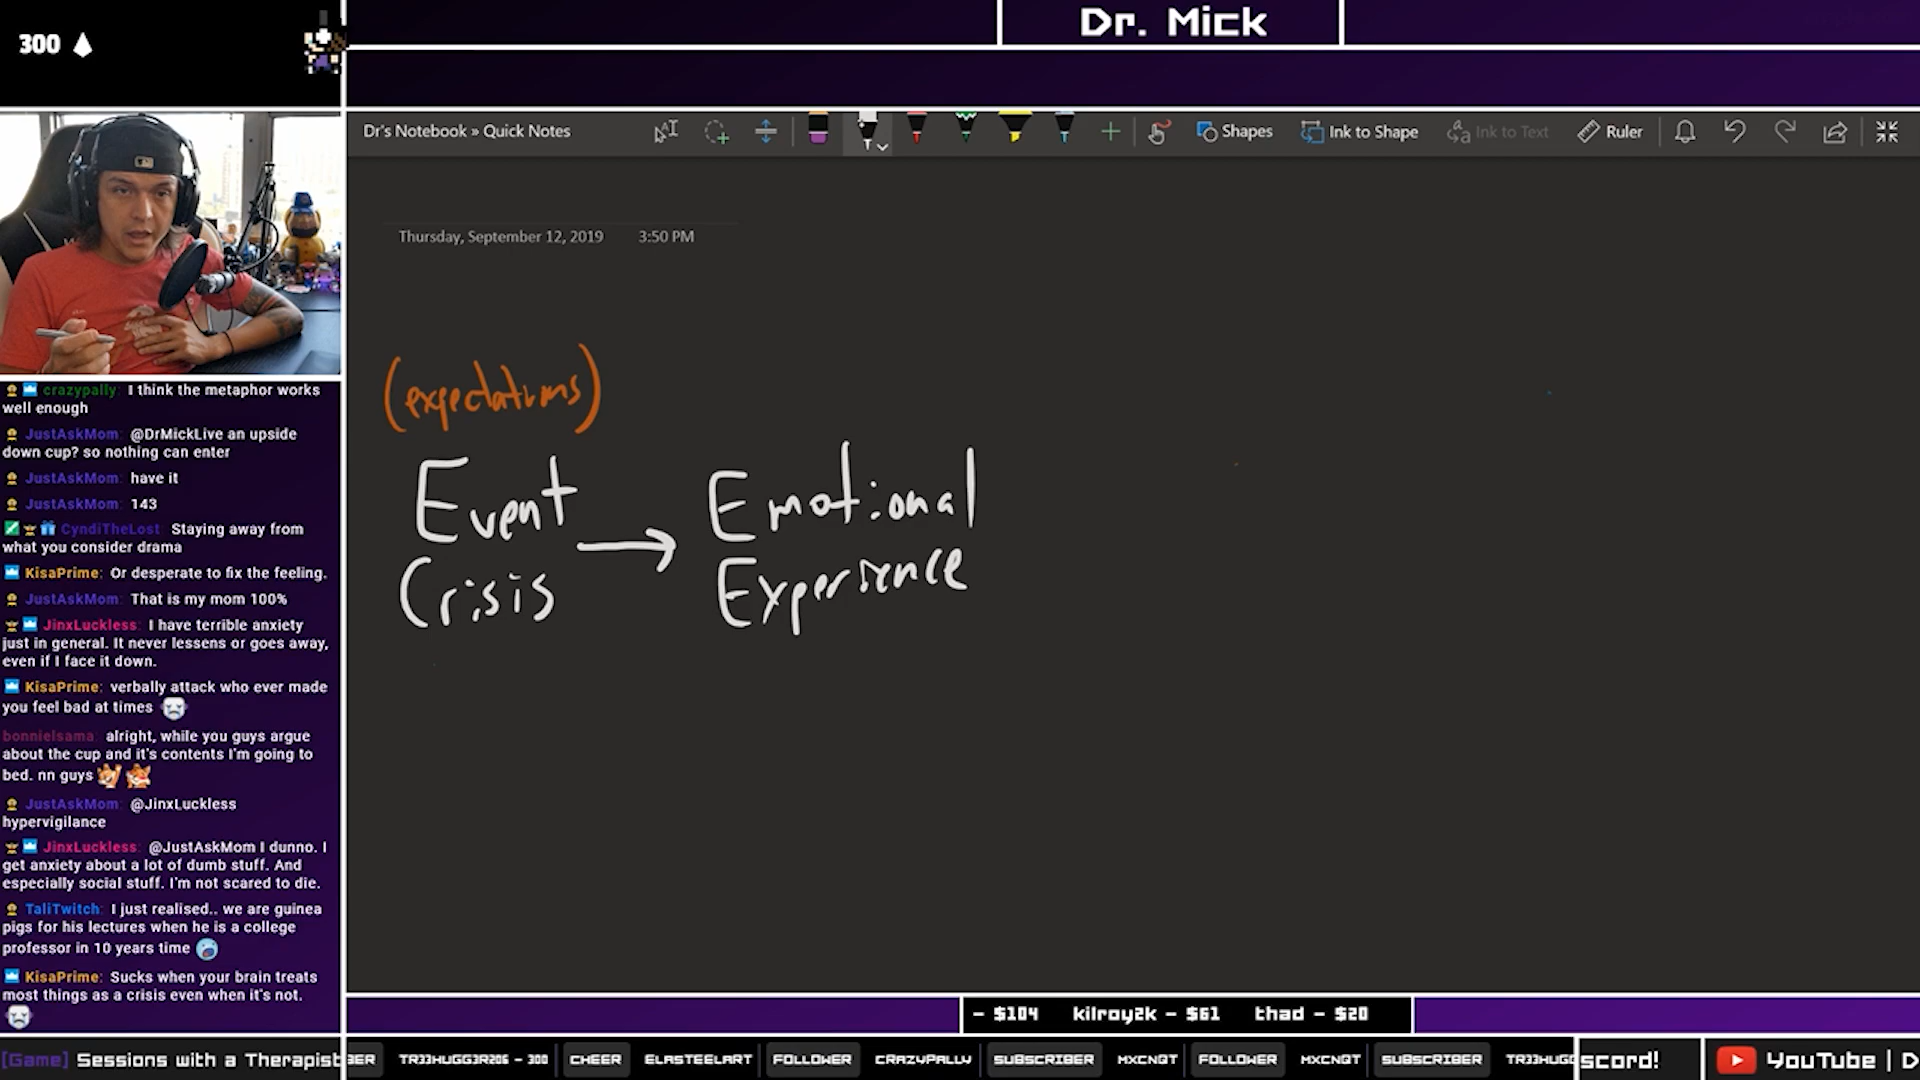 300
Dr. Mick
Dr's Notebook » Quick Notes
Shapes
Ink to Shape
Ink to Text
Ruler
Thursday, September 12, 2019 3:50 PM
(expectations)
Event
Crisis
Emotional
Experience
crazypally: I think the metaphor works
well enough
JustAskMom: @DrMickLive an upside
down cup? so nothing can enter
JustAskMom: have it
JustAskMom: 143
CyndiTheLost: Staying away from
what you consider drama
KisaPrime: Or desperate to fix the feeling.
JustAskMom: That is my mom 100%
JinxLuckless: I have terrible anxiety
just in general. It never lessens or goes away,
even if I face it down.
KisaPrime: verbally attack who ever made
you feel bad at times
bonnielsama: alright, while you guys argue
about the cup and it's contents I'm going to
bed. nn guys
JustAskMom: @JinxLuckless
hypervigilance
JinxLuckless: @JustAskMom I dunno. I
get anxiety about a lot of dumb stuff. And
especially social stuff. I'm not scared to die.
TaliTwitch: I just realised.. we are guinea
pigs for his lectures when he is a college
professor in 10 years time
KisaPrime: Sucks when your brain treats
most things as a crisis even when it's not.
- $104 kilroy2k - $61 thad - $20
[Game] Sessions with a Therapist
BER TR33HUGG3R206 - 300 CHEER ELASTEELART FOLLOWER CRAZYPALLY SUBSCRIBER MXCNQT FOLLOWER MXCNQT SUBSCRIBER TR33HUGG
scord! YouTube | D